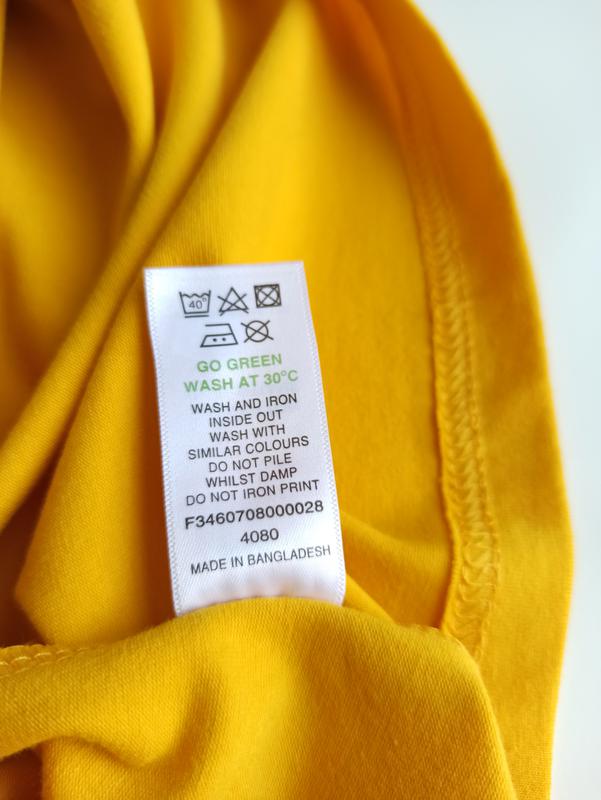 40°
GO GREEN
WASH AT 30°C
WASH AND IRON
INSIDE OUT
WASH WITH
SIMILAR COLOURS
DO NOT PILE
WHILST DAMP
DO NOT IRON PRINT
F3460708000028
4080
MADE IN BANGLADESH